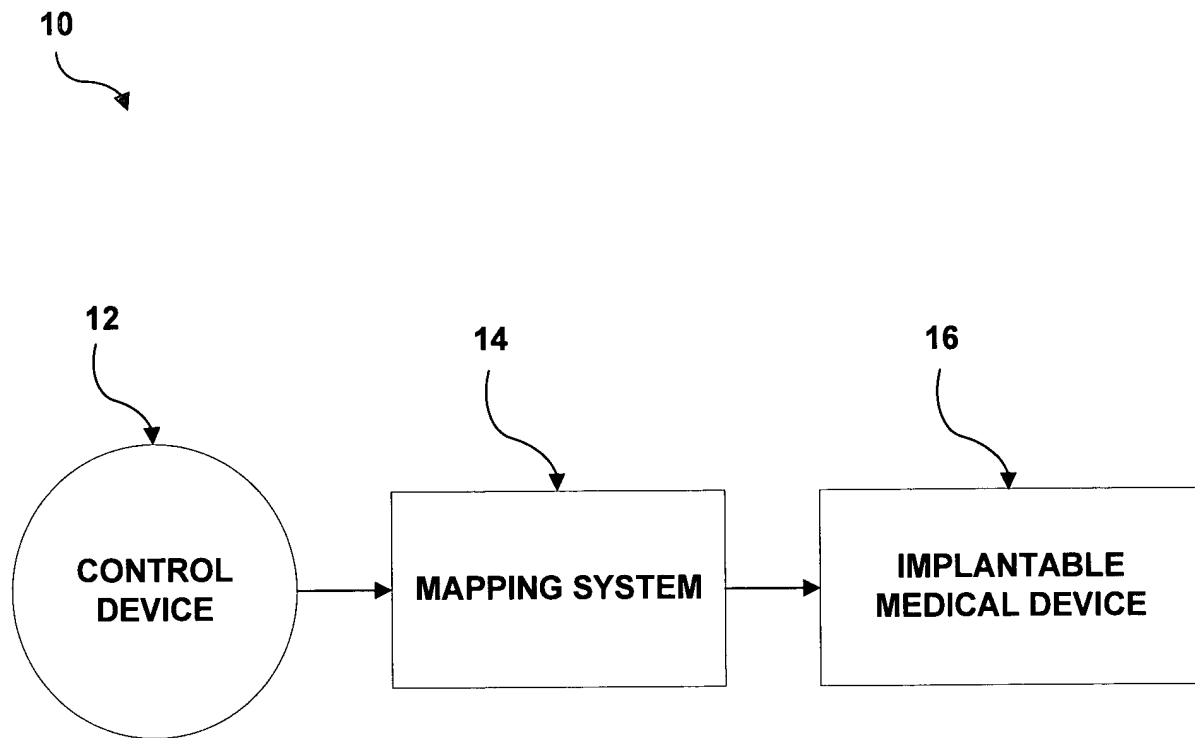 10
12
14
16
CONTROL
DEVICE
MAPPING SYSTEM
IMPLANTABLE
MEDICAL DEVICE